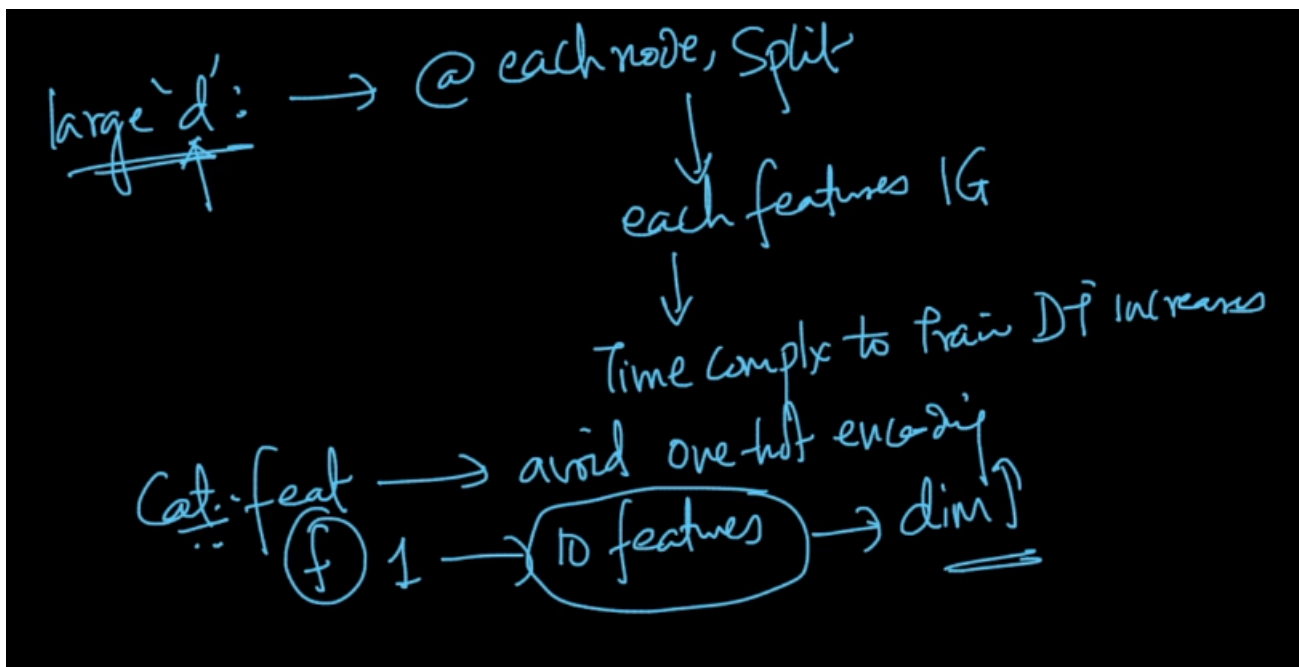 large 'd': → @ each node, Split
↓
each features IG
↓
Time complx to train DT increases
Cat. feat → avoid one-hot encoding
f 1 → 10 features → dim ↑